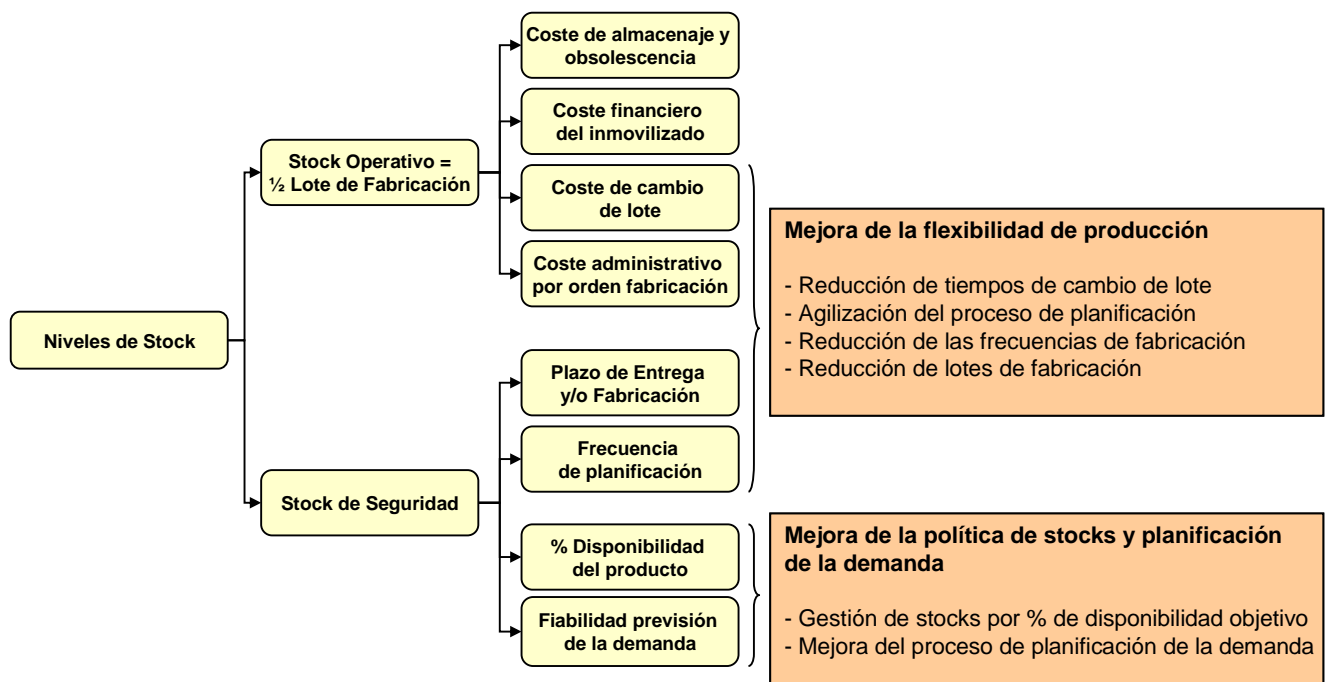 Niveles de Stock
Stock Operativo =
½ Lote de Fabricación
Coste de almacenaje y
obsolescencia
Coste financiero
del inmovilizado
Coste de cambio
de lote
Coste administrativo
por orden fabricación
Stock de Seguridad
Plazo de Entrega
y/o Fabricación
Frecuencia
de planificación
% Disponibilidad
del producto
Fiabilidad previsión
de la demanda
Mejora de la flexibilidad de producción
- Reducción de tiempos de cambio de lote
- Agilización del proceso de planificación
- Reducción de las frecuencias de fabricación
- Reducción de lotes de fabricación
Mejora de la política de stocks y planificación
de la demanda
- Gestión de stocks por % de disponibilidad objetivo
- Mejora del proceso de planificación de la demanda